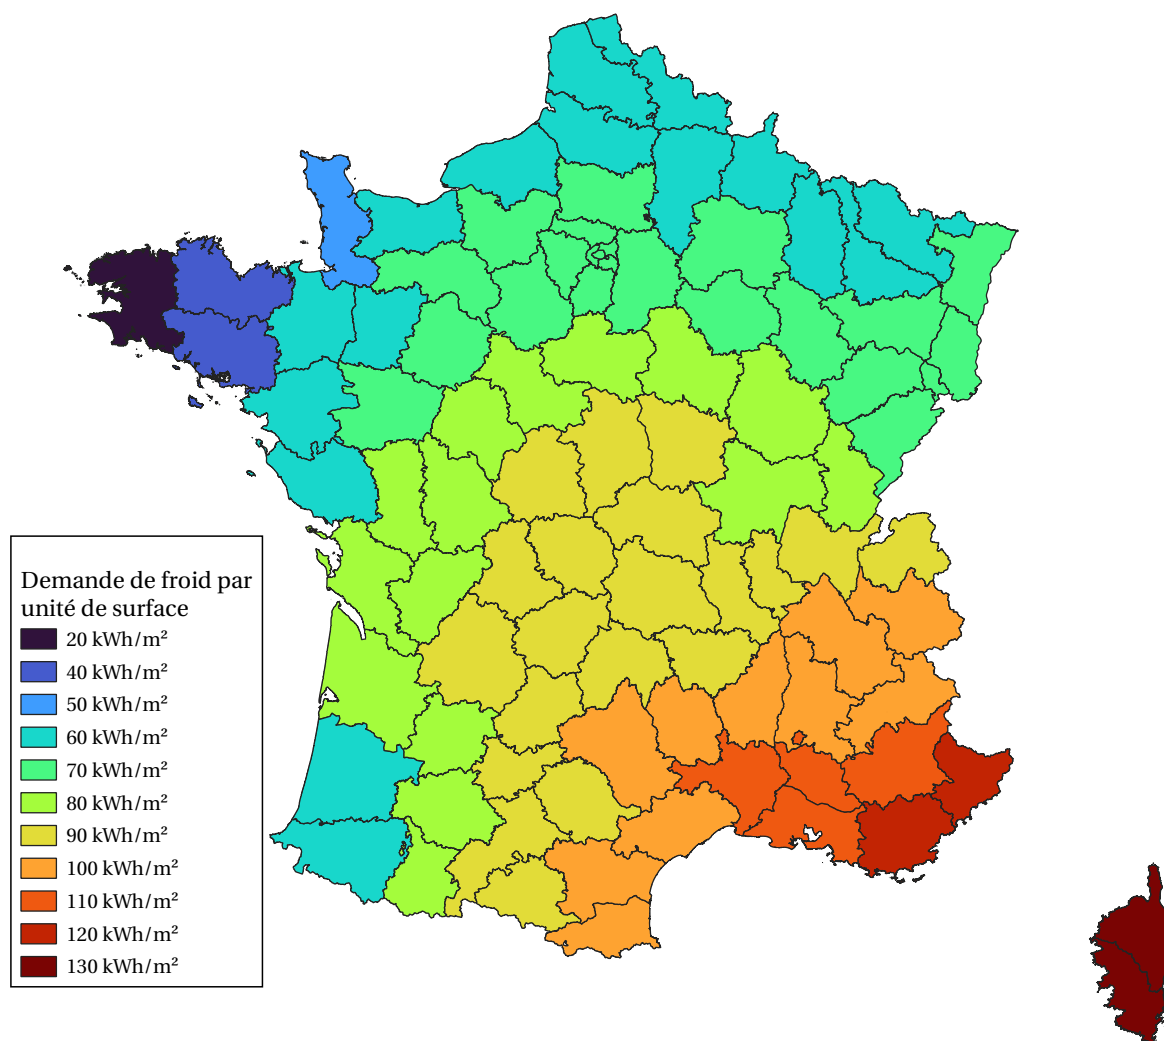 Demande de froid par
unité de surface
20 kWh/m²
40 kWh/m²
50 kWh/m²
60 kWh/m²
70 kWh/m²
80 kWh/m²
90 kWh/m²
100 kWh/m²
110 kWh/m²
120 kWh/m²
130 kWh/m²